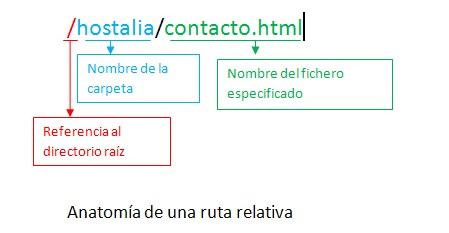 /hostalia/contacto.html
Nombre de la
carpeta
Nombre del fichero
especificado
Referencia al
directorio raíz
Anatomía de una ruta relativa